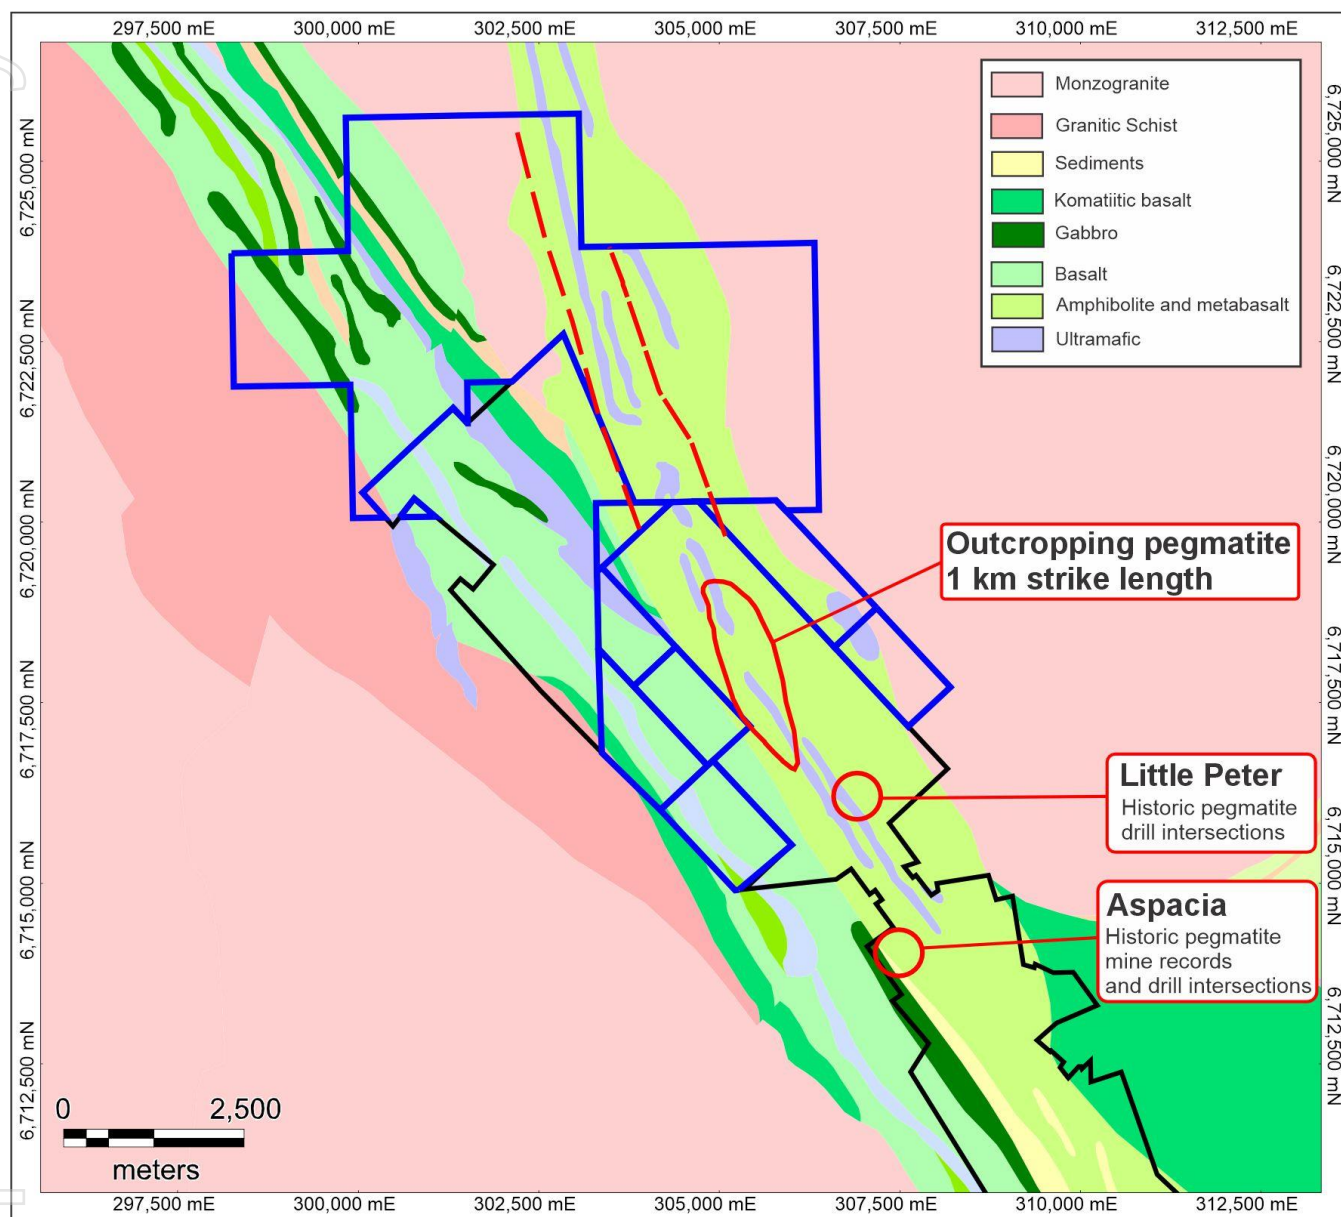 297,500 mE 300,000 mE 302,500 mE 305,000 mE 307,500 mE 310,000 mE 312,500 mE
6,725,000 mN
6,722,500 mN
6,720,000 mN
6,717,500 mN
6,715,000 mN
6,712,500 mN
Monzogranite
Granitic Schist
Sediments
Komatiitic basalt
Gabbro
Basalt
Amphibolite and metabasalt
Ultramafic
6,725,000 mN
6,722,500 mN
6,720,000 mN
6,717,500 mN
6,715,000 mN
6,712,500 mN
Outcropping pegmatite
1 km strike length
Little Peter
Historic pegmatite
drill intersections
Aspacia
Historic pegmatite
mine records
and drill intersections
0 2,500
meters
297,500 mE 300,000 mE 302,500 mE 305,000 mE 307,500 mE 310,000 mE 312,500 mE